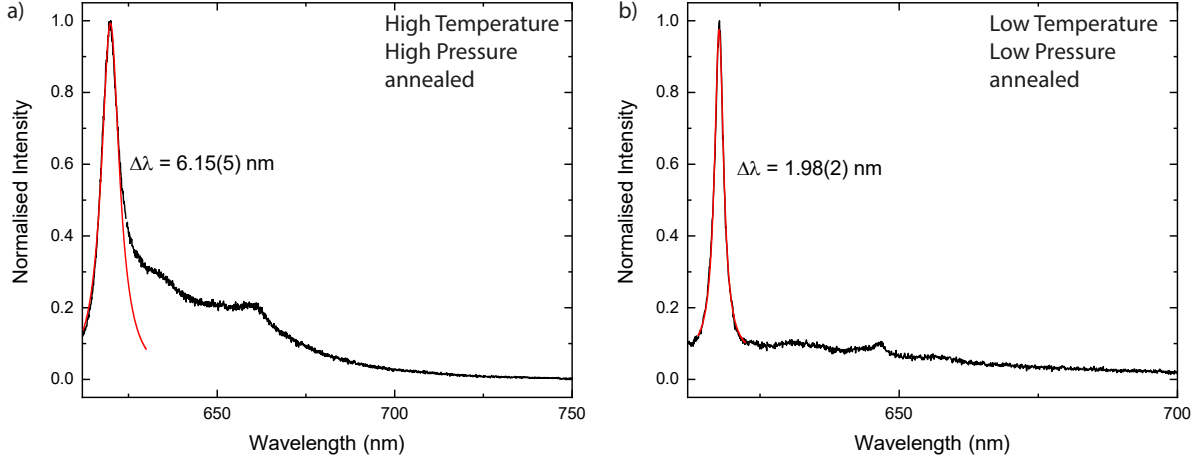 a)
High Temperature
High Pressure
annealed
Δλ = 6.15(5) nm
Normalised Intensity
1.0
0.8
0.6
0.4
0.2
0.0
650
700
750
Wavelength (nm)
b)
Low Temperature
Low Pressure
annealed
Δλ = 1.98(2) nm
Normalised Intensity
1.0
0.8
0.6
0.4
0.2
0.0
650
700
Wavelength (nm)